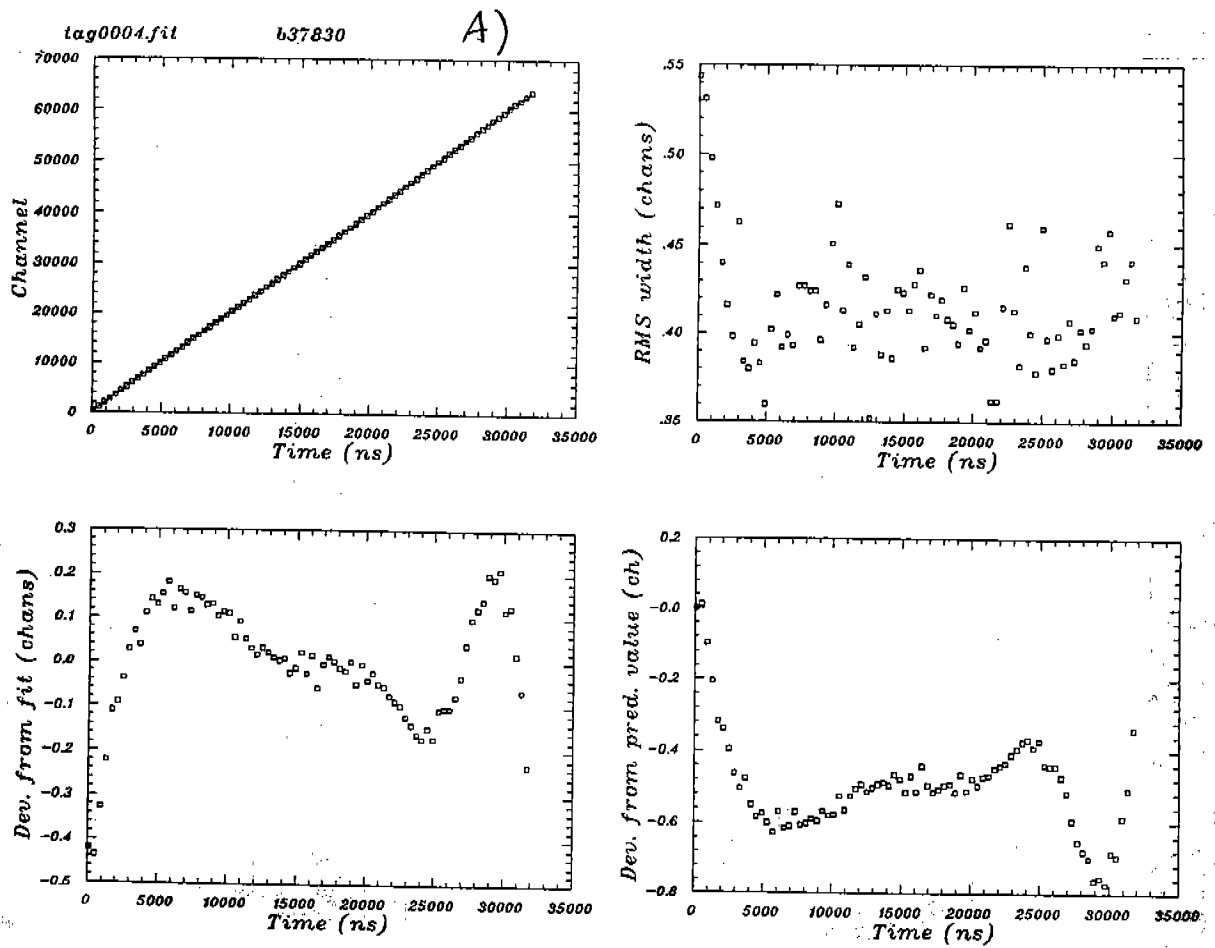 tag0004.fit b37830 A)
70000
60000
50000
40000
30000
20000
10000
0
Channel
0 5000 10000 15000 20000 25000 30000 35000
Time (ns)
.55
.50
.45
.40
.35
RMS width (chans)
0 5000 10000 15000 20000 25000 30000 35000
Time (ns)
0.3
0.2
0.1
0.0
-0.1
-0.2
-0.3
-0.4
-0.5
Dev. from fit (chans)
0 5000 10000 15000 20000 25000 30000 35000
Time (ns)
0.2
-0.0
-0.2
-0.4
-0.6
-0.8
Dev. from pred. value (ch)
0 5000 10000 15000 20000 25000 30000 35000
Time (ns)